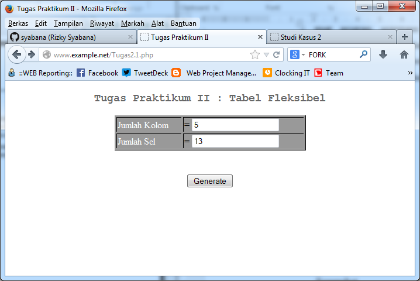 Tugas Praktikum II - Mozilla Firefox
Berkas Edit Tampilan Riwayat Markah Alat Bantuan
syabana (Rizky Syabana) Tugas Praktikum II Studi Kasus 2
www.example.net/Tugas2.1.php FORK
::WEB Reporting:: Facebook TweetDeck Web Project Manage... Clocking IT Team
Tugas Praktikum II : Tabel Fleksibel
Jumlah Kolom = 5
Jumlah Sel = 13
Generate